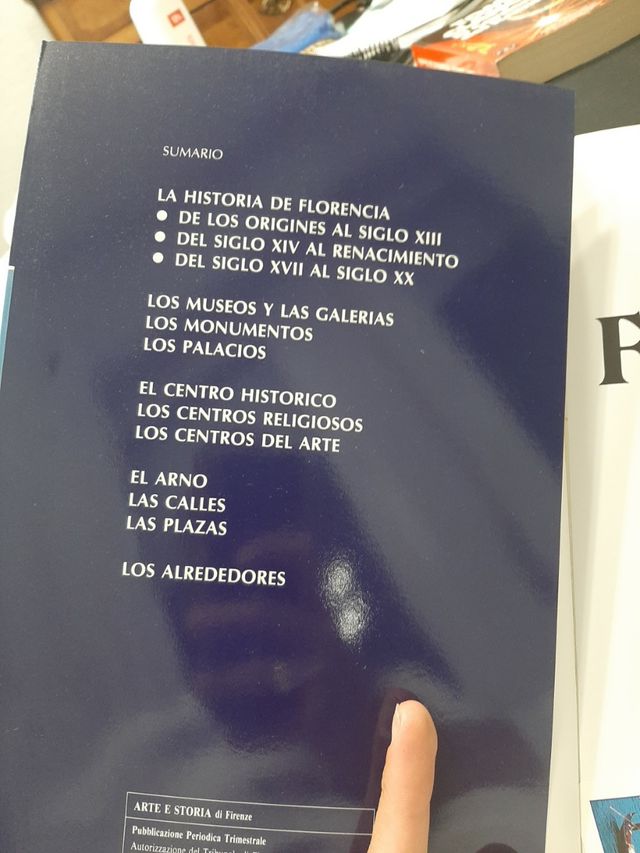 SUMARIO
LA HISTORIA DE FLORENCIA
• DE LOS ORIGINES AL SIGLO XIII
• DEL SIGLO XIV AL RENACIMIENTO
• DEL SIGLO XVII AL SIGLO XX
LOS MUSEOS Y LAS GALERIAS
LOS MONUMENTOS
LOS PALACIOS
EL CENTRO HISTORICO
LOS CENTROS RELIGIOSOS
LOS CENTROS DEL ARTE
EL ARNO
LAS CALLES
LAS PLAZAS
LOS ALREDEDORES
ARTE E STORIA di Firenze
Pubblicazione Periodica Trimestrale
Autorizzazione del
F